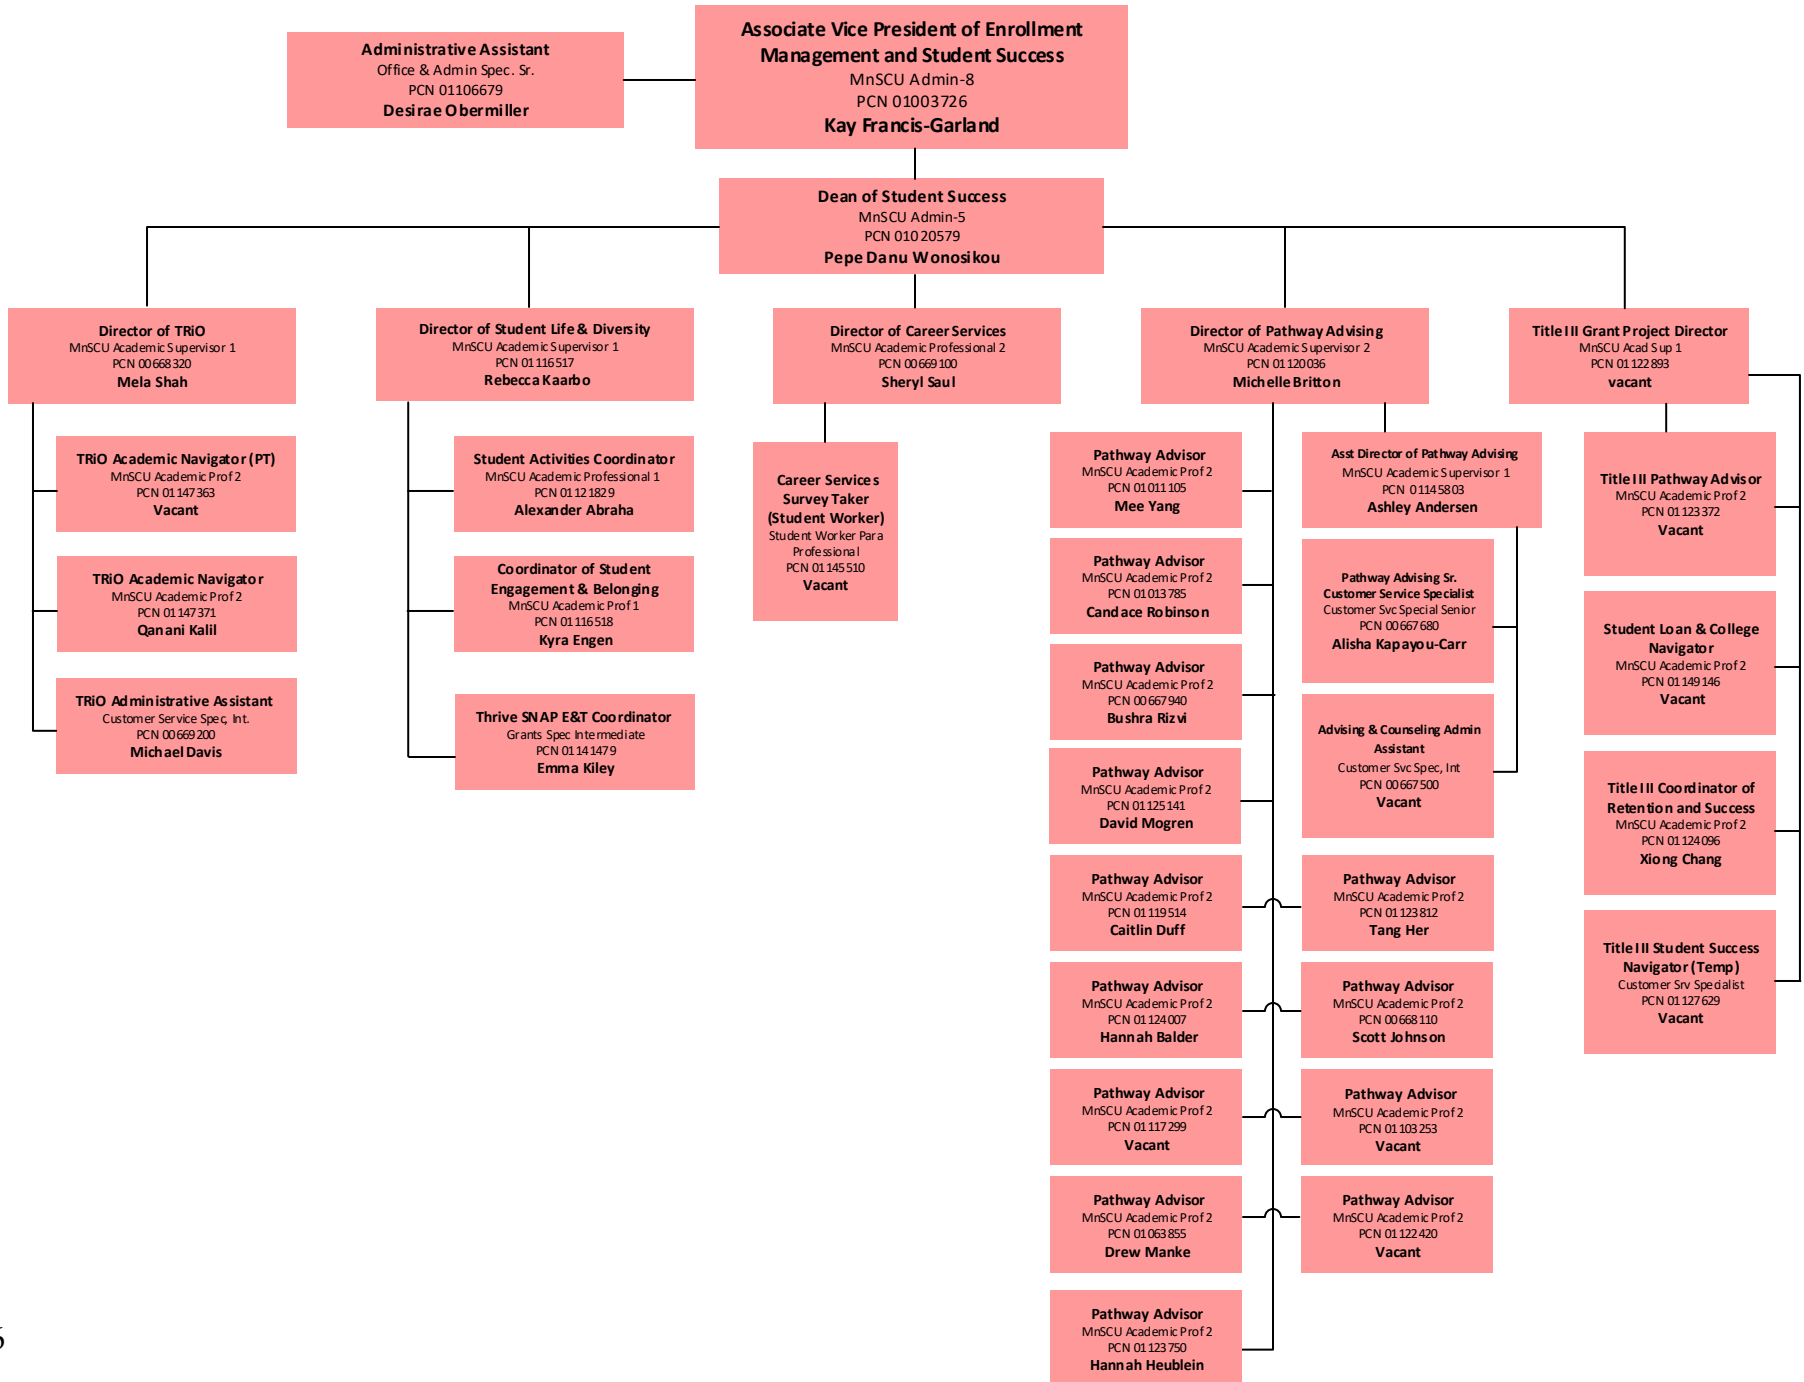 Associate Vice President of Enrollment
Management and Student Success
MnSCU Admin-8
PCN 01003726
Kay Francis-Garland
Administrative Assistant
Office & Admin Spec. Sr.
PCN 01106679
Desirae Obermiller
Dean of Student Success
MnSCU Admin-5
PCN 01020579
Pepe Danu Wonosikou
Director of TRiO
MnSCU Academic Supervisor 1
PCN 00668320
Mela Shah
TRiO Academic Navigator (PT)
MnSCU Academic Prof 2
PCN 01147363
Vacant
TRiO Academic Navigator
MnSCU Academic Prof 2
PCN 01147371
Qanani Kalil
TRiO Administrative Assistant
Customer Service Spec, Int.
PCN 00669200
Michael Davis
Director of Student Life & Diversity
MnSCU Academic Supervisor 1
PCN 01116517
Rebecca Kaarbo
Student Activities Coordinator
MnSCU Academic Professional 1
PCN 01121829
Alexander Abraha
Coordinator of Student
Engagement & Belonging
MnSCU Academic Prof 1
PCN 01116518
Kyra Engen
Thrive SNAP E&T Coordinator
Grants Spec Intermediate
PCN 01141479
Emma Kiley
Director of Career Services
MnSCU Academic Professional 2
PCN 00669100
Sheryl Saul
Career Services
Survey Taker
(Student Worker)
Student Worker Para
Professional
PCN 01145510
Vacant
Director of Pathway Advising
MnSCU Academic Supervisor 2
PCN 01120036
Michelle Britton
Pathway Advisor
MnSCU Academic Prof 2
PCN 01011105
Mee Yang
Pathway Advisor
MnSCU Academic Prof 2
PCN 01013785
Candace Robinson
Pathway Advisor
MnSCU Academic Prof 2
PCN 00667940
Bushra Rizvi
Pathway Advisor
MnSCU Academic Prof 2
PCN 01125141
David Mogren
Pathway Advisor
MnSCU Academic Prof 2
PCN 01119514
Caitlin Duff
Pathway Advisor
MnSCU Academic Prof 2
PCN 01124007
Hannah Balder
Pathway Advisor
MnSCU Academic Prof 2
PCN 01117299
Vacant
Pathway Advisor
MnSCU Academic Prof 2
PCN 01063855
Drew Manke
Pathway Advisor
MnSCU Academic Prof 2
PCN 01123750
Hannah Heublein
Asst Director of Pathway Advising
MnSCU Academic Supervisor 1
PCN 01145803
Ashley Andersen
Pathway Advising Sr.
Customer Service Specialist
Customer Svc Special Senior
PCN 00667680
Alisha Kapayou-Carr
Advising & Counseling Admin
Assistant
Customer Svc Spec, Int
PCN 00667500
Vacant
Pathway Advisor
MnSCU Academic Prof 2
PCN 01123812
Tang Her
Pathway Advisor
MnSCU Academic Prof 2
PCN 00668110
Scott Johnson
Pathway Advisor
MnSCU Academic Prof 2
PCN 01103253
Vacant
Pathway Advisor
MnSCU Academic Prof 2
PCN 01122420
Vacant
Title III Grant Project Director
MnSCU Acad Sup 1
PCN 01122893
vacant
Title III Pathway Advisor
MnSCU Academic Prof 2
PCN 01123372
Vacant
Student Loan & College
Navigator
MnSCU Academic Prof 2
PCN 01149146
Vacant
Title III Coordinator of
Retention and Success
MnSCU Academic Prof 2
PCN 01124096
Xiong Chang
Title III Student Success
Navigator (Temp)
Customer Srv Specialist
PCN 01127629
Vacant